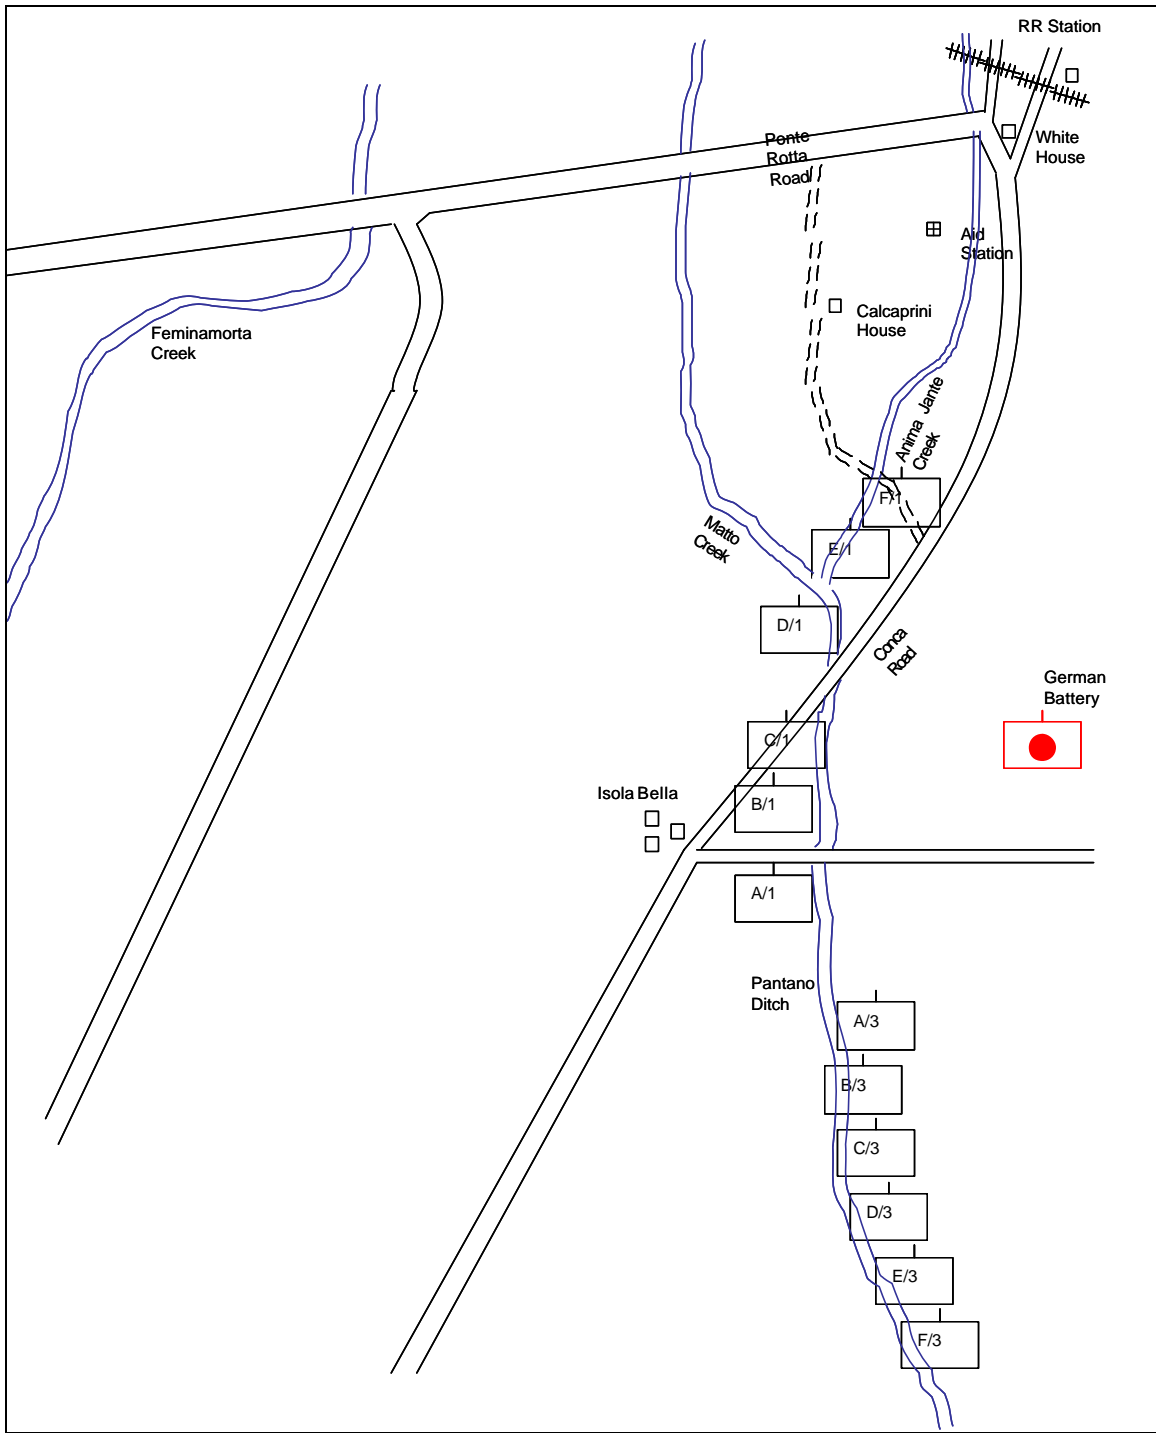 RR Station
Ponte
Rotta
Road
White
House
Aid
Station
Calcaprini
House
Feminamorta
Creek
Anima Jante
Creek
F/1
Matto
Creek
E/1
D/1
Conca
Road
German
Battery
C/1
Isola Bella
B/1
A/1
Pantano
Ditch
A/3
B/3
C/3
D/3
E/3
F/3